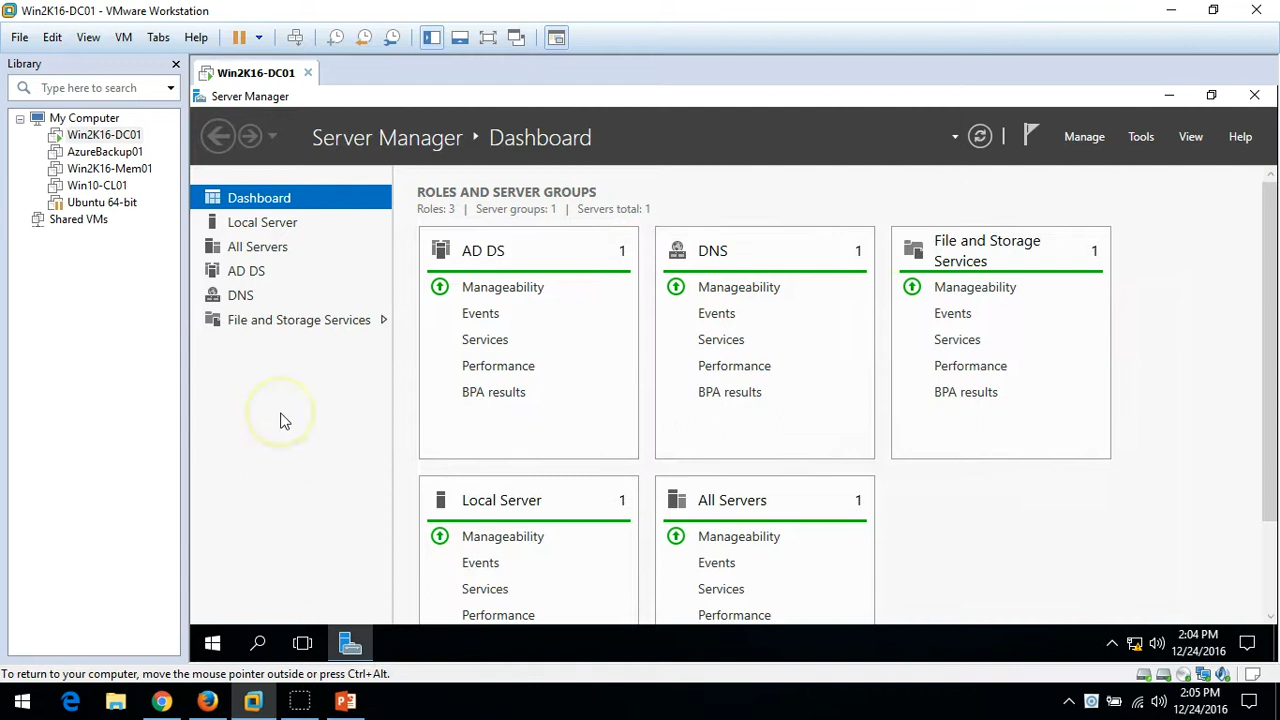 Win2K16-DC01 - VMware Workstation
File Edit View VM Tabs Help
Library
Type here to search
My Computer
Win2K16-DC01
AzureBackup01
Win2K16-Mem01
Win10-CL01
Ubuntu 64-bit
Shared VMs
Win2K16-DC01
Server Manager
Server Manager Dashboard
Manage Tools View Help
Dashboard
Local Server
All Servers
AD DS
DNS
File and Storage Services
ROLES AND SERVER GROUPS
Roles: 3 | Server groups: 1 | Servers total: 1
AD DS 1
Manageability
Events
Services
Performance
BPA results
DNS 1
Manageability
Events
Services
Performance
BPA results
File and Storage
Services 1
Manageability
Events
Services
Performance
BPA results
Local Server 1
Manageability
Events
Services
Performance
All Servers 1
Manageability
Events
Services
Performance
2:04 PM
12/24/2016
To return to your computer, move the mouse pointer outside or press Ctrl+Alt.
2:05 PM
12/24/2016